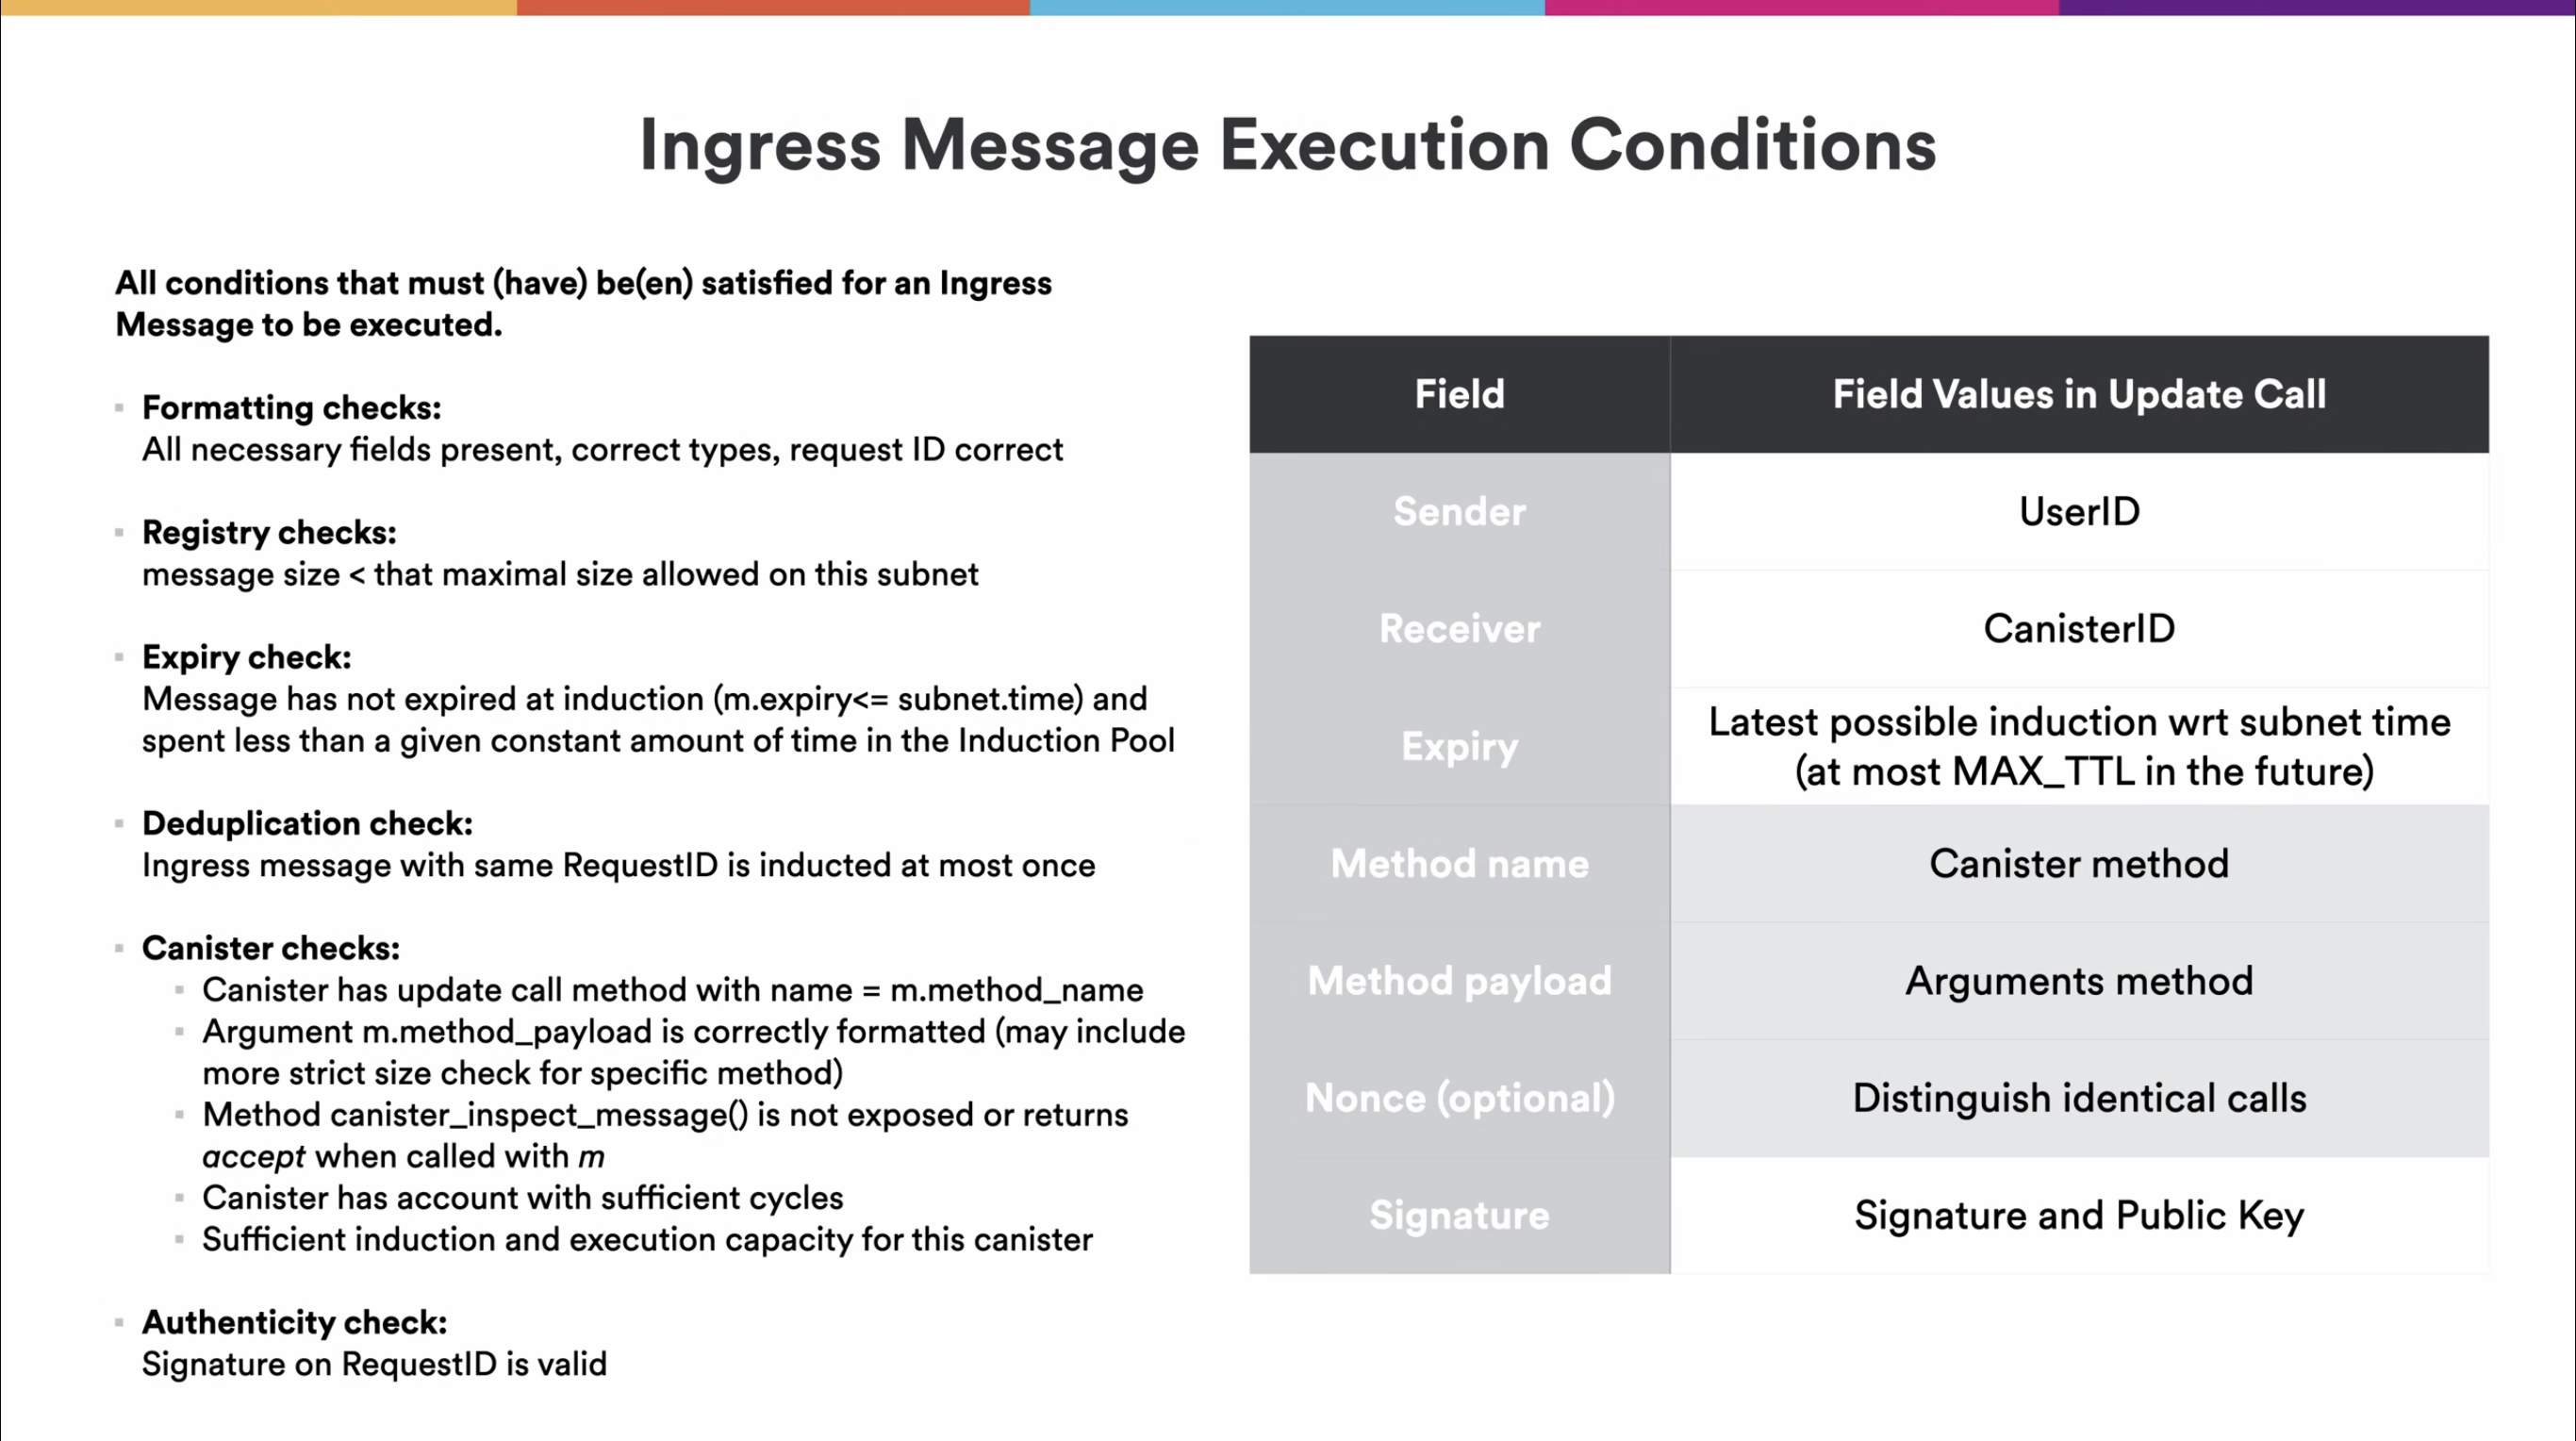 Ingress Message Execution Conditions
All conditions that must (have) be(en) satisfied for an Ingress
Message to be executed.
Formatting checks:
All necessary fields present, correct types, request ID correct
Registry checks:
message size < that maximal size allowed on this subnet
Expiry check:
Message has not expired at induction (m.expiry<= subnet.time) and
spent less than a given constant amount of time in the Induction Pool
Deduplication check:
Ingress message with same RequestID is inducted at most once
Canister checks:
Canister has update call method with name = m.method_name
Argument m.method_payload is correctly formatted (may include
more strict size check for specific method)
Method canister_inspect_message() is not exposed or returns
accept when called with m
Canister has account with sufficient cycles
Sufficient induction and execution capacity for this canister
Authenticity check:
Signature on RequestID is valid
Field Field Values in Update Call
Sender UserID
Receiver CanisterID
Expiry Latest possible induction wrt subnet time
(at most MAX_TTL in the future)
Method name Canister method
Method payload Arguments method
Nonce (optional) Distinguish identical calls
Signature Signature and Public Key